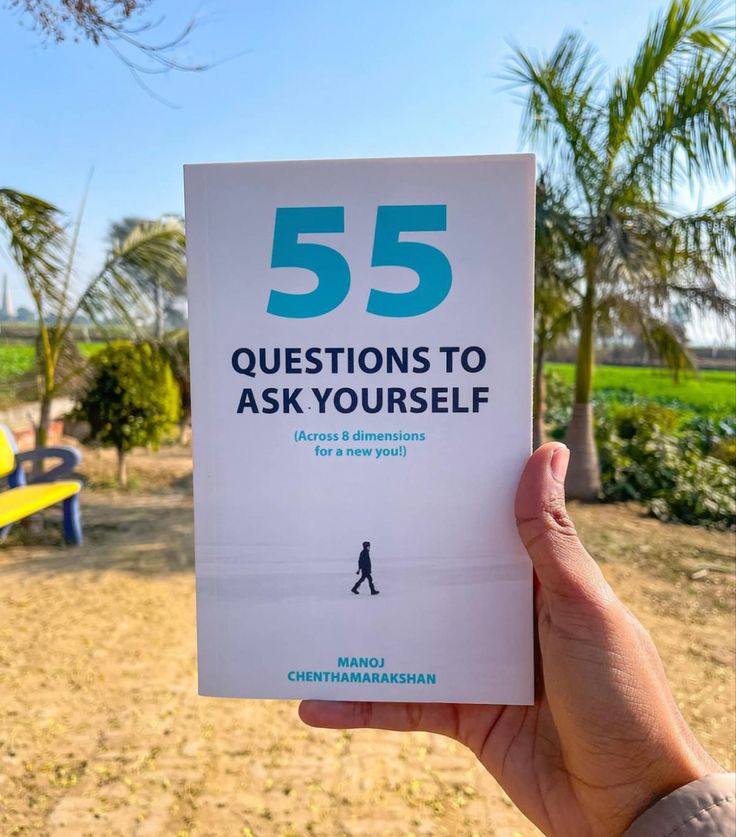 55
QUESTIONS TO
ASK YOURSELF
(Across 8 dimensions
for a new you!)
MANOJ
CHENTHAMARAKSHAN